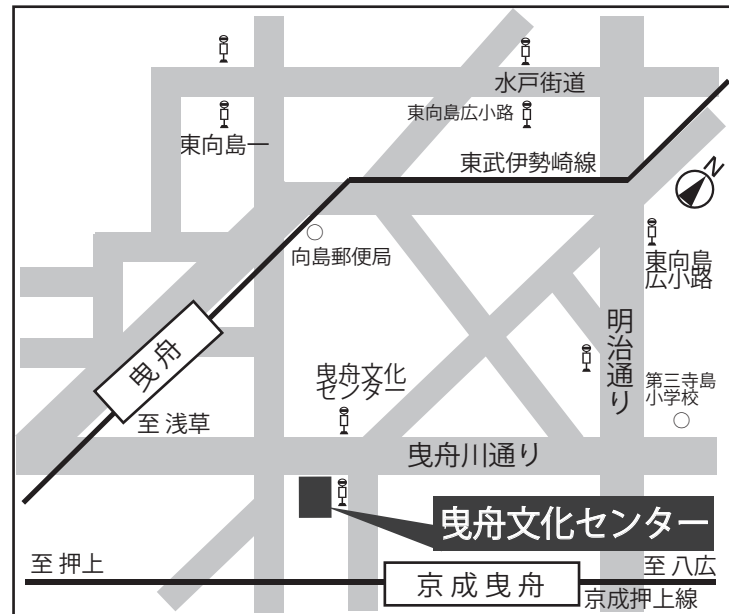 水戸街道
東向島広小路
東向島一
東武伊勢崎線
N
向島郵便局
東向島
広小路
明治通り
曳舟
曳舟文化
センター
第三寺島
小学校
至 浅草
曳舟川通り
曳舟文化センター
至 押上
至 八広
京成曳舟
京成押上線